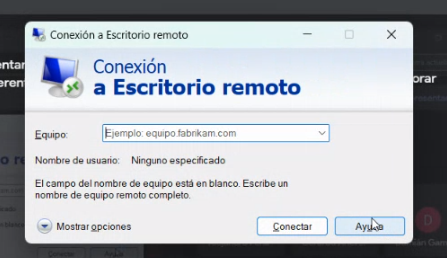 Conexión a Escritorio remoto
Conexión
a Escritorio remoto
Equipo:
Ejemplo: equipo.fabrikam.com
Nombre de usuario:
Ninguno especificado
El campo del nombre de equipo está en blanco. Escribe un
nombre de equipo remoto completo.
Mostrar opciones
Conectar
Ayuda